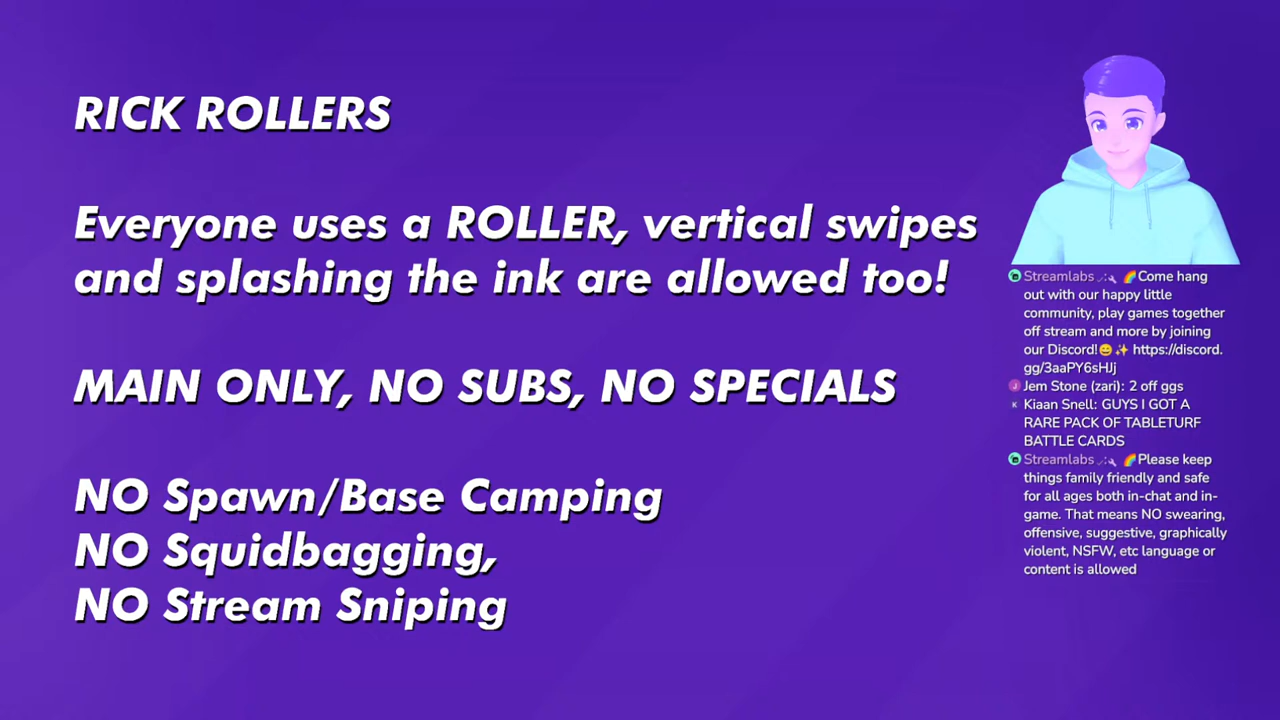 RICK ROLLERS
Everyone uses a ROLLER, vertical swipes
and splashing the ink are allowed too!
MAIN ONLY, NO SUBS, NO SPECIALS
NO Spawn/Base Camping
NO Squidbagging,
NO Stream Sniping
Streamlabs 🌈Come hang
out with our happy little
community, play games together
off stream and more by joining
our Discord!😄✨ https://discord.
gg/3aaPY6sHJj
Jem Stone (zari): 2 off ggs
Kiaan Snell: GUYS I GOT A
RARE PACK OF TABLETURF
BATTLE CARDS
Streamlabs 🌈Please keep
things family friendly and safe
for all ages both in-chat and in-
game. That means NO swearing,
offensive, suggestive, graphically
violent, NSFW, etc language or
content is allowed